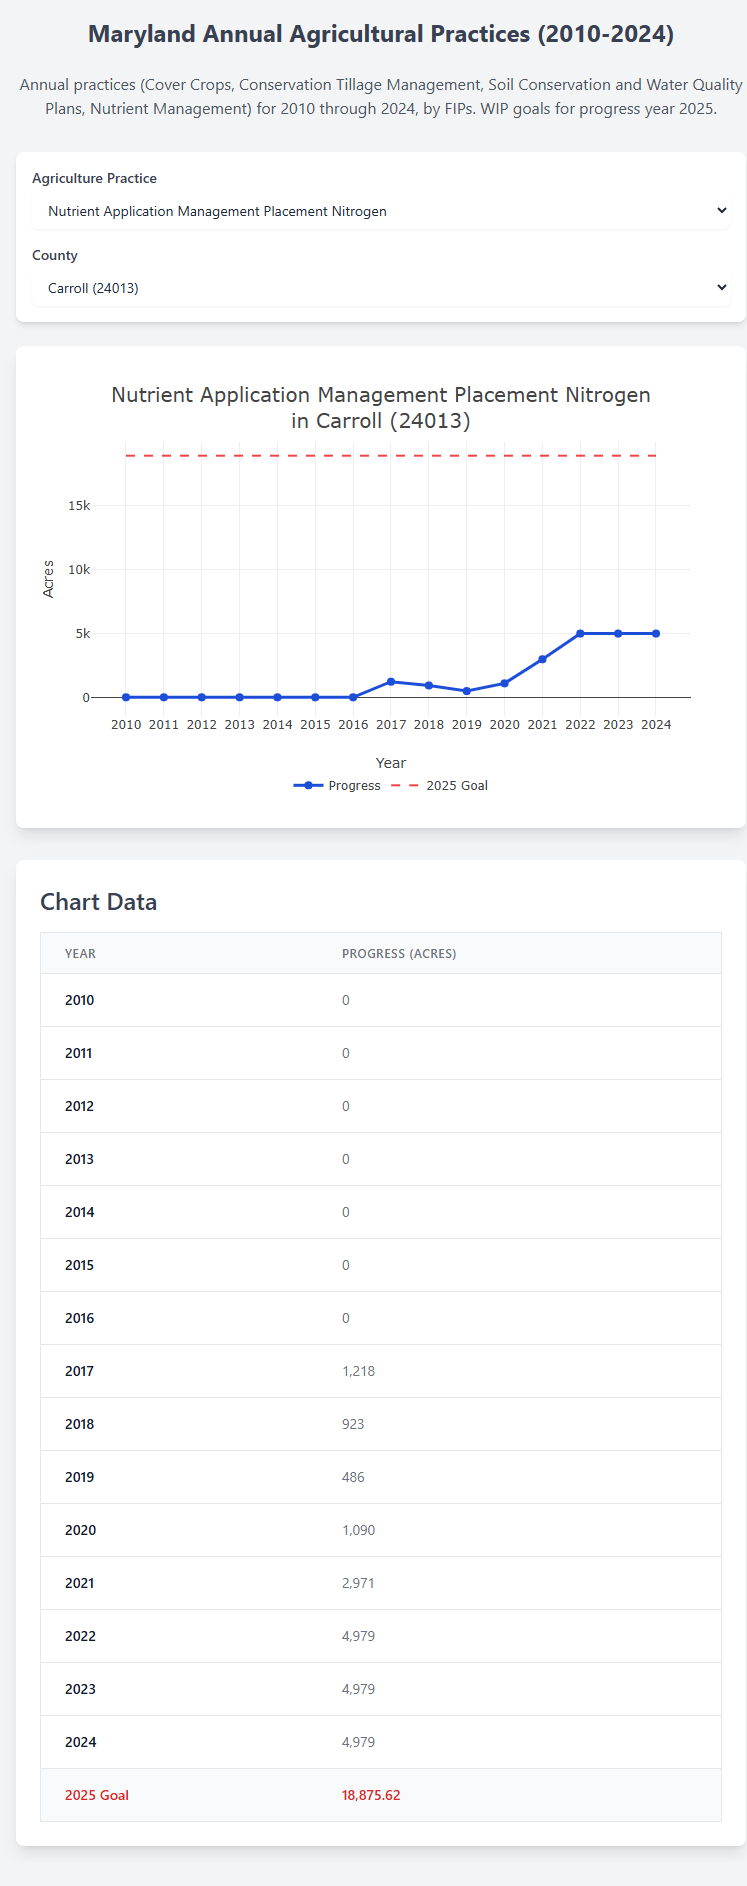 Maryland Annual Agricultural Practices (2010-2024)
Annual practices (Cover Crops, Conservation Tillage Management, Soil Conservation and Water Quality
Plans, Nutrient Management) for 2010 through 2024, by FIPs. WIP goals for progress year 2025.
Agriculture Practice
Nutrient Application Management Placement Nitrogen
County
Carroll (24013)
Nutrient Application Management Placement Nitrogen
in Carroll (24013)
15k
10k
5k
0
Acres
2010 2011 2012 2013 2014 2015 2016 2017 2018 2019 2020 2021 2022 2023 2024
Year
Progress 2025 Goal
Chart Data
YEAR PROGRESS (ACRES)
2010 0
2011 0
2012 0
2013 0
2014 0
2015 0
2016 0
2017 1,218
2018 923
2019 486
2020 1,090
2021 2,971
2022 4,979
2023 4,979
2024 4,979
2025 Goal 18,875.62